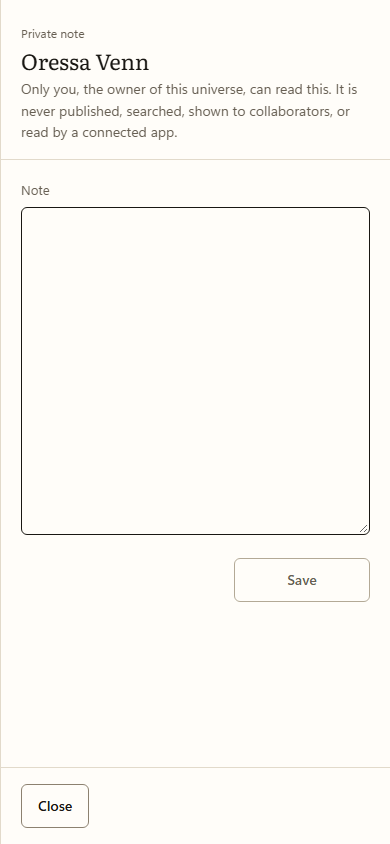 Private note
Oressa Venn
Only you, the owner of this universe, can read this. It is
never published, searched, shown to collaborators, or
read by a connected app.
Note
Save
Close